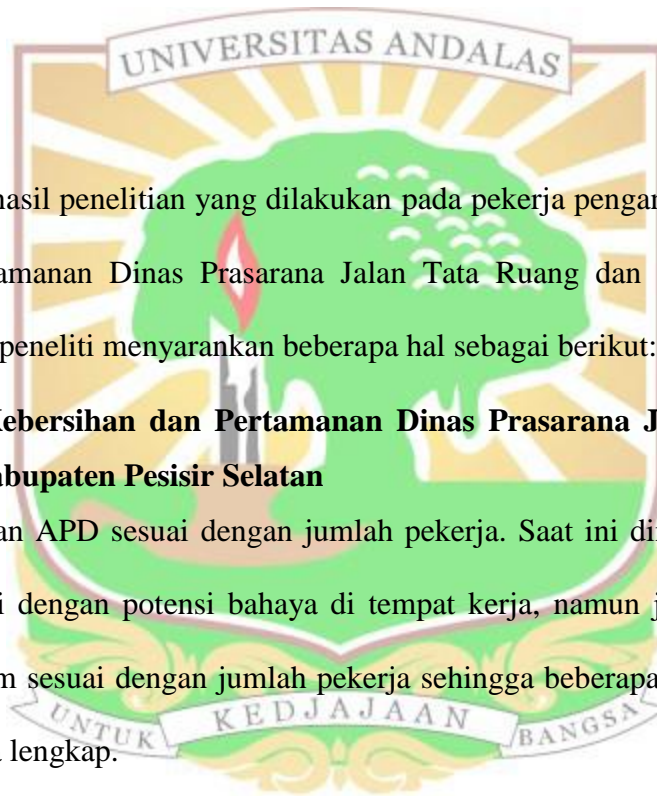 UNIVERSITAS ANDALAS
hasil penelitian yang dilakukan pada pekerja pengan
amanan Dinas Prasarana Jalan Tata Ruang dan
peneliti menyarankan beberapa hal sebagai berikut:
Kebersihan dan Pertamanan Dinas Prasarana J
abupaten Pesisir Selatan
an APD sesuai dengan jumlah pekerja. Saat ini di
i dengan potensi bahaya di tempat kerja, namun j
m sesuai dengan jumlah pekerja sehingga beberapa
lengkap.
UNTUK KEDJAJAAN BANGSA